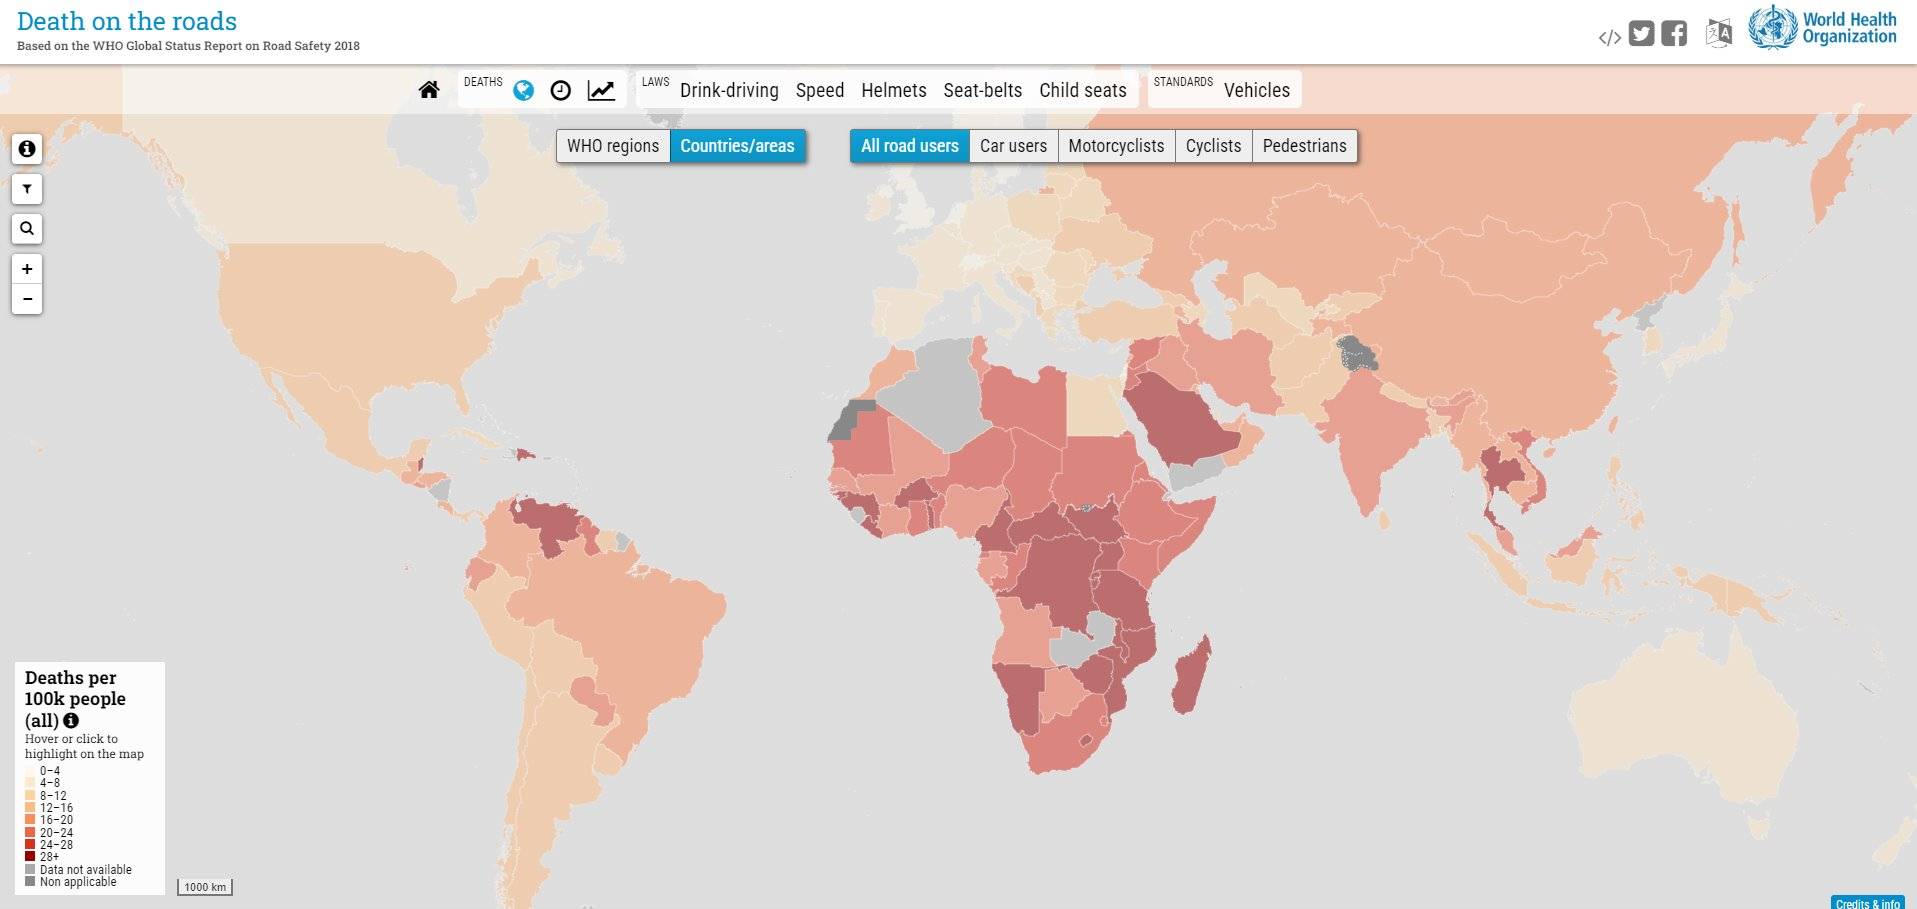 Death on the roads
Based on the WHO Global Status Report on Road Safety 2018
World Health
Organization
DEATHS
LAWS
Drink-driving
Speed
Helmets
Seat-belts
Child seats
STANDARDS
Vehicles
WHO regions
Countries/areas
All road users
Car users
Motorcyclists
Cyclists
Pedestrians
+
−
Deaths per
100k people
(all)
Hover or click to
highlight on the map
0–4
4–8
8–12
12–16
16–20
20–24
24–28
28+
Data not available
Non applicable
1000 km
Credits & info